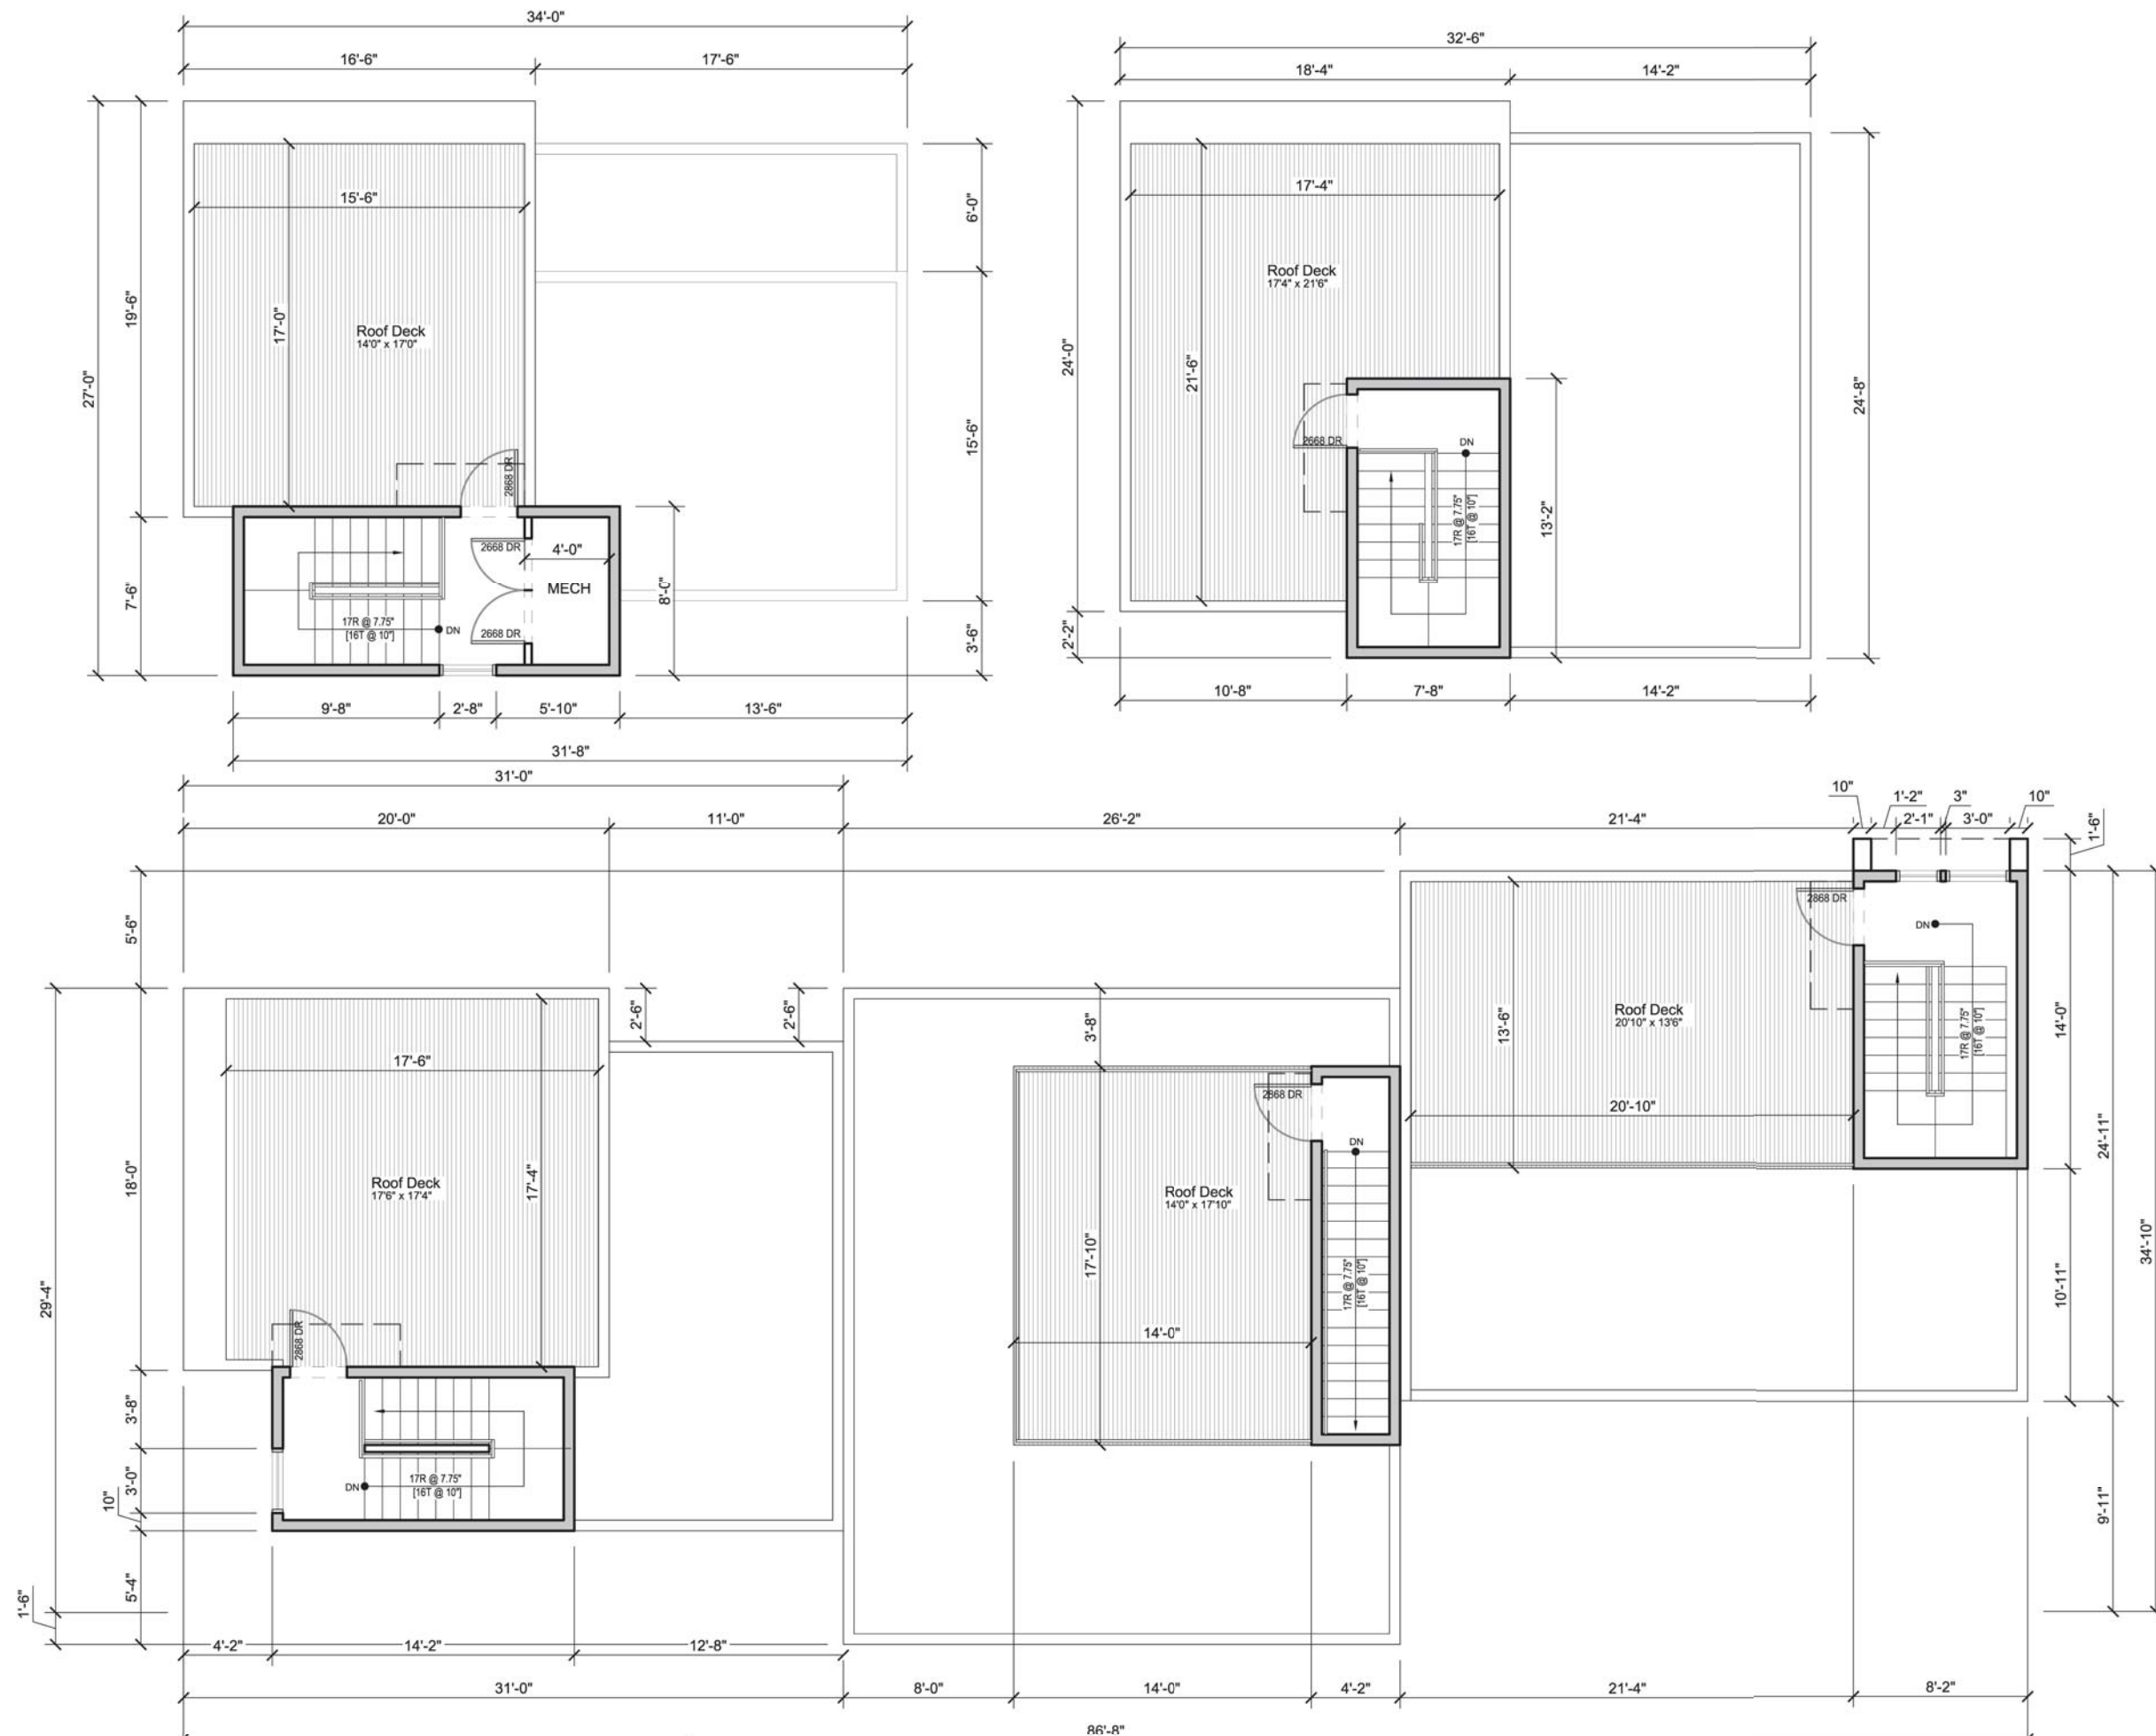 34'-0"
16'-6"
17'-6"
27'-0"
19'-6"
7'-6"
15'-6"
17'-0"
Roof Deck
14'0" x 17'0"
6'-0"
15'-6"
3'-6"
2868 DR
2668 DR
4'-0"
MECH
2668 DR
17R @ 7.75"
[16T @ 10"]
DN
8'-0"
9'-8"
2'-8"
5'-10"
13'-6"
31'-8"
32'-6"
18'-4"
14'-2"
24'-0"
2'-2"
17'-4"
Roof Deck
17'4" x 21'6"
21'-6"
2668 DR
DN
17R @ 7.75"
[16T @ 10"]
13'-2"
24'-8"
10'-8"
7'-8"
14'-2"
31'-0"
20'-0"
11'-0"
26'-2"
21'-4"
10"
1'-2"
3"
10"
2'-1"
3'-0"
1'-6"
5'-6"
29'-4"
18'-0"
3'-8"
3'-0"
10"
5'-4"
1'-6"
17'-6"
17'-4"
Roof Deck
17'6" x 17'4"
2868 DR
DN
17R @ 7.75"
[16T @ 10"]
2'-6"
2'-6"
3'-8"
2868 DR
DN
Roof Deck
14'0" x 17'10"
17'-10"
14'-0"
17R @ 7.75"
[16T @ 10"]
2868 DR
DN
13'-6"
Roof Deck
20'10" x 13'6"
20'-10"
17R @ 7.75"
[16T @ 10"]
14'-0"
10'-11"
24'-11"
34'-10"
9'-11"
4'-2"
14'-2"
12'-8"
31'-0"
8'-0"
14'-0"
4'-2"
21'-4"
8'-2"
86'-8"